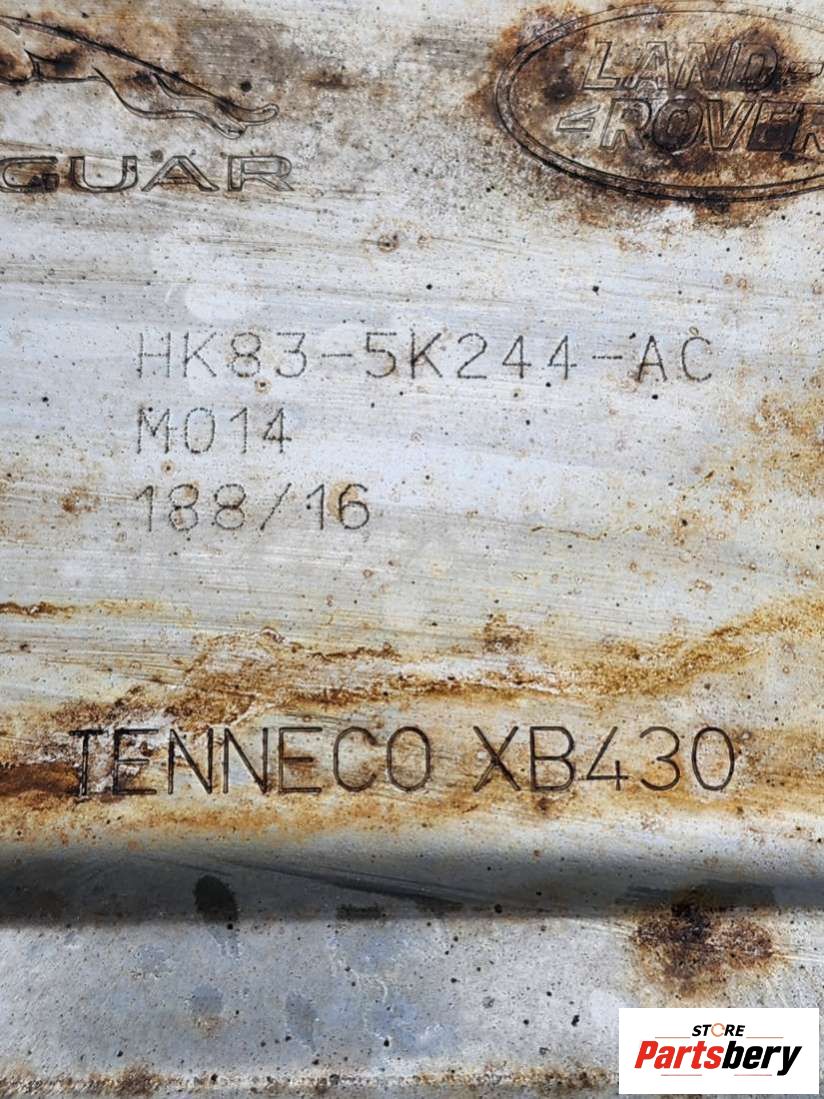 GUAR
LAND-
-ROVER
HK83-5K244-AC
M014
188/16
TENNECO XB430
STORE
Partsbery